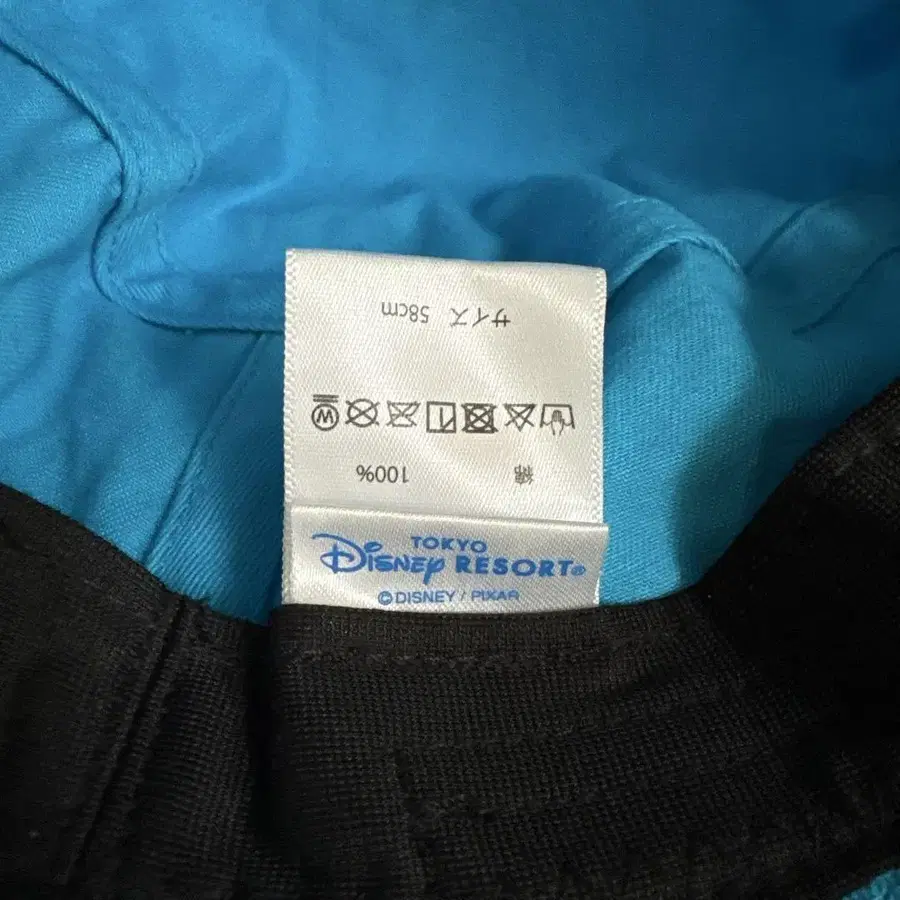 サイズ 58cm
W
綿 100%
TOKYO
Disney RESORT®
©DISNEY / PIXAR